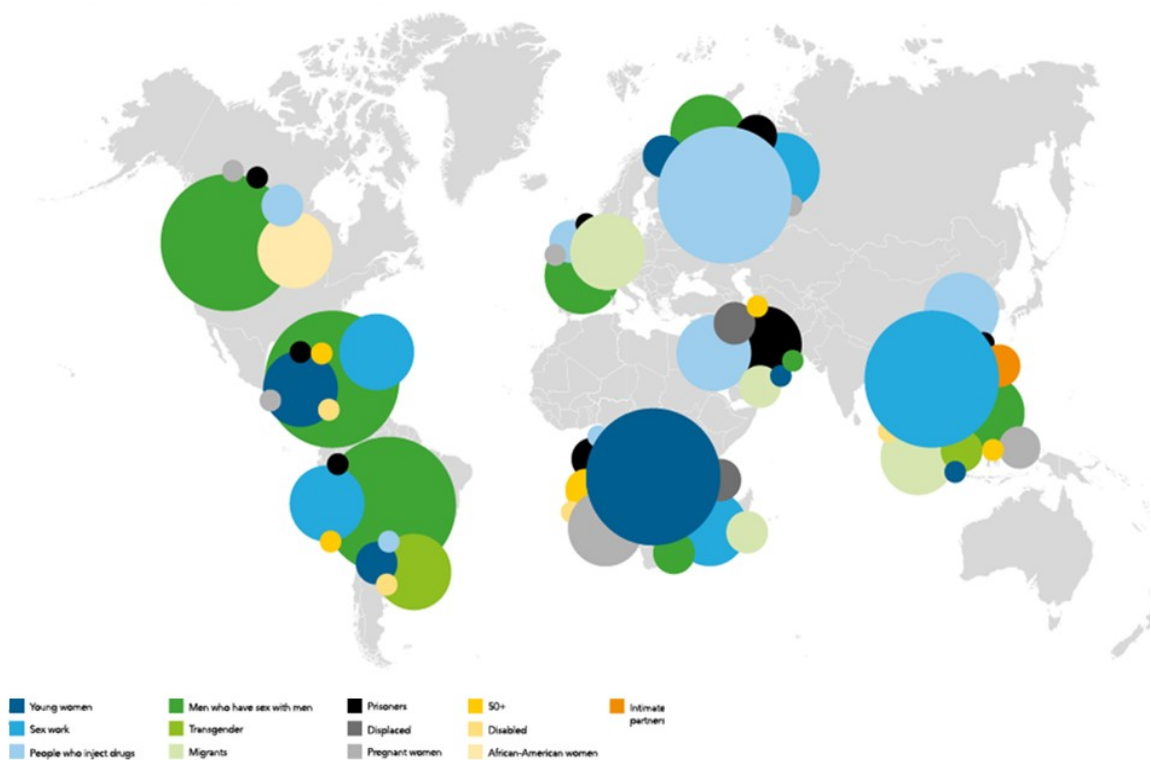 Young women
Sex work
People who inject drugs
Men who have sex with men
Transgender
Migrants
Prisoners
Displaced
Pregnant women
50+
Disabled
African-American women
Intimate
partners